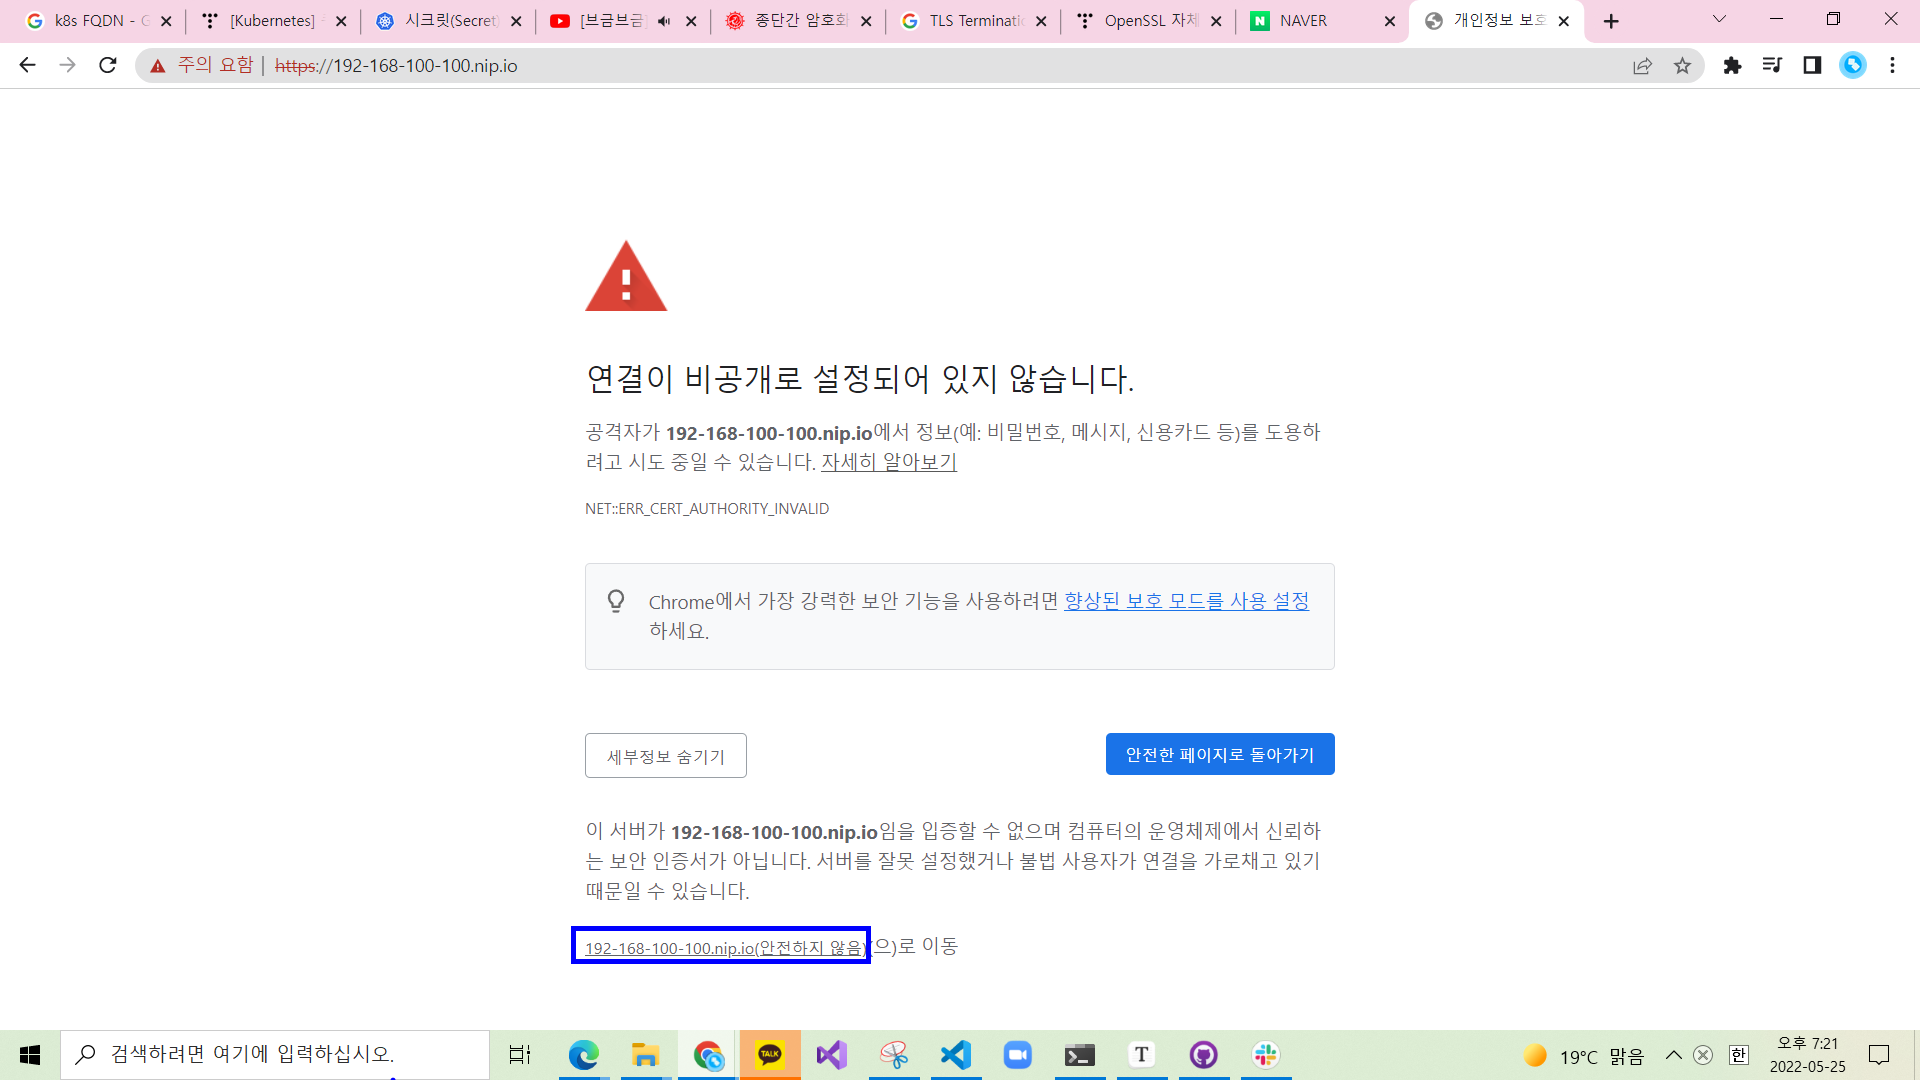 k8s FQDN - G
[Kubernetes]
시크릿(Secret)
[브금브금]
종단간 암호화
TLS Terminatio
OpenSSL 자체
NAVER
개인정보 보호
주의 요함 | https://192-168-100-100.nip.io
연결이 비공개로 설정되어 있지 않습니다.
공격자가 192-168-100-100.nip.io에서 정보(예: 비밀번호, 메시지, 신용카드 등)를 도용하
려고 시도 중일 수 있습니다. 자세히 알아보기
NET::ERR_CERT_AUTHORITY_INVALID
Chrome에서 가장 강력한 보안 기능을 사용하려면 향상된 보호 모드를 사용 설정
하세요.
세부정보 숨기기
안전한 페이지로 돌아가기
이 서버가 192-168-100-100.nip.io임을 입증할 수 없으며 컴퓨터의 운영체제에서 신뢰하
는 보안 인증서가 아닙니다. 서버를 잘못 설정했거나 불법 사용자가 연결을 가로채고 있기
때문일 수 있습니다.
192-168-100-100.nip.io(안전하지 않음)(으)로 이동
검색하려면 여기에 입력하십시오.
TALK
T
19°C 맑음
한
오후 7:21
2022-05-25